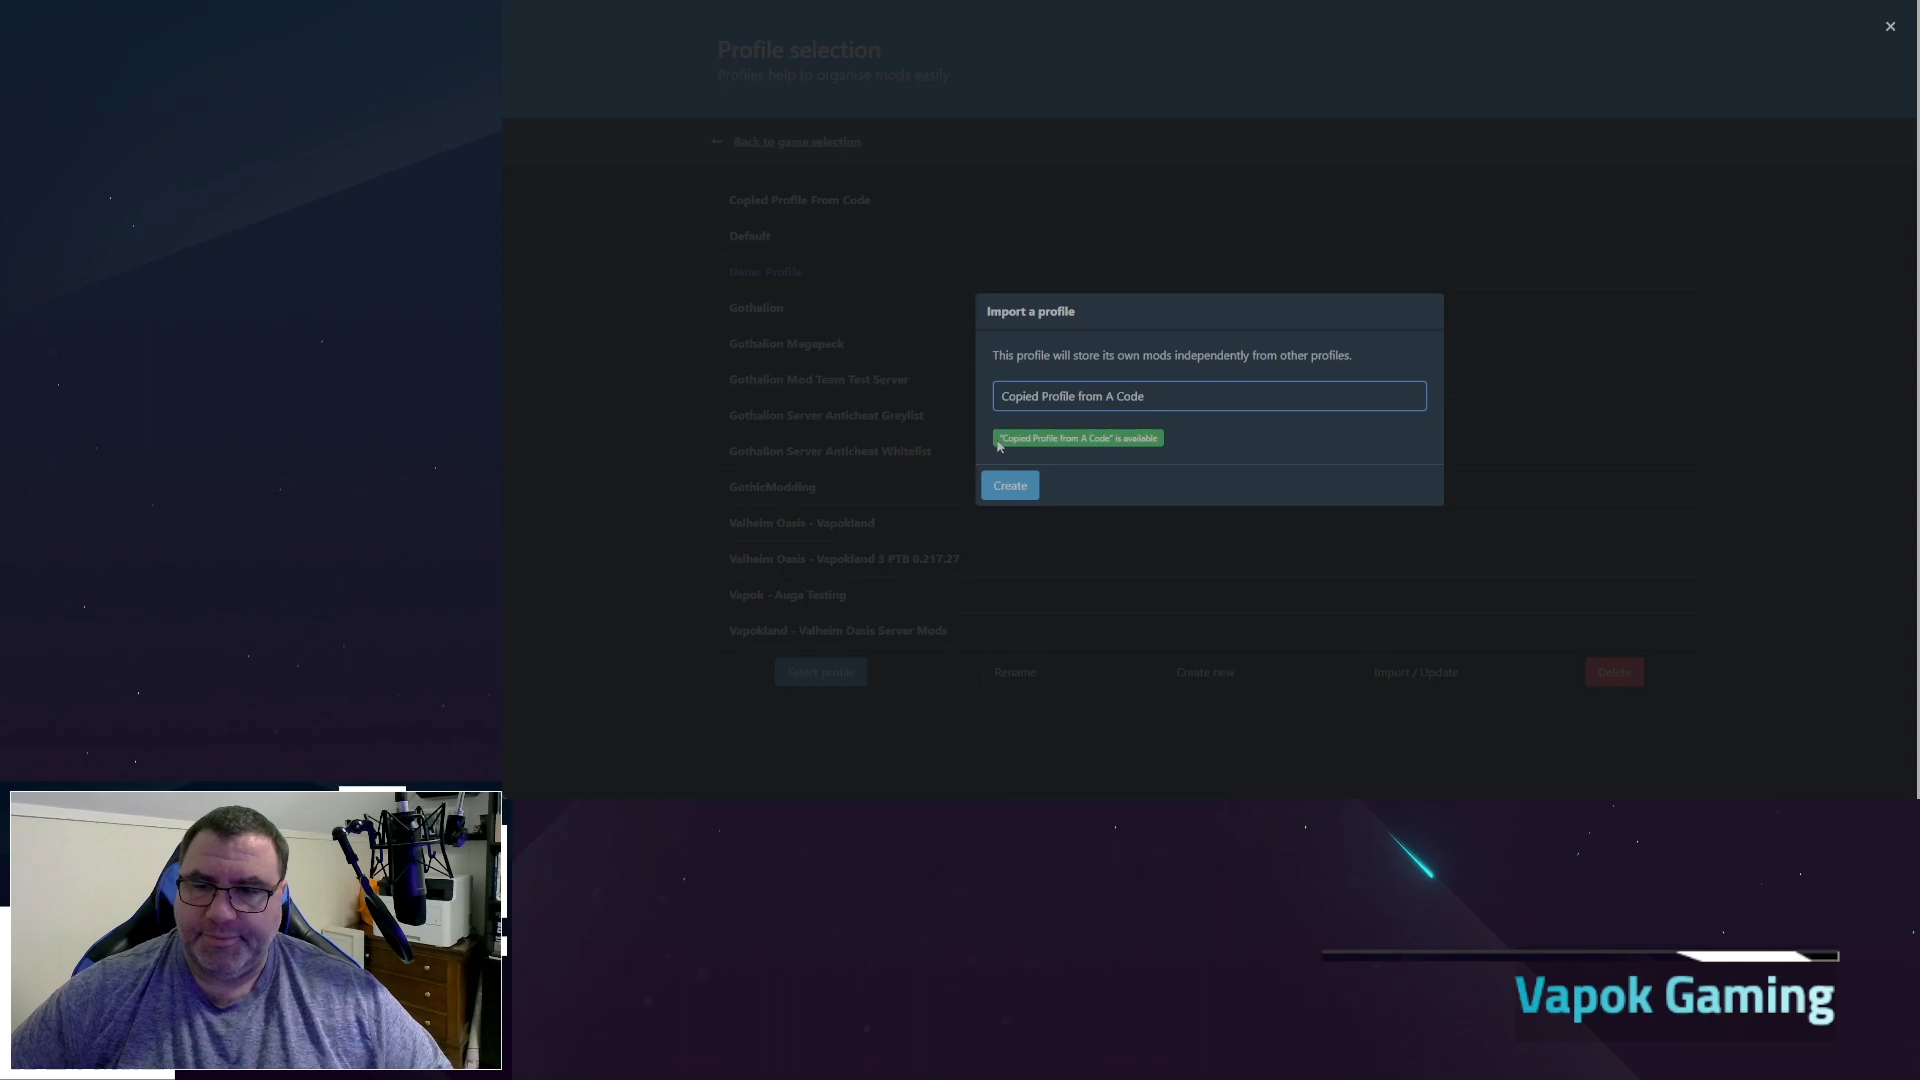 ×
Profile selection
Profiles help to organise mods easily
← Back to game selection
Copied Profile From Code
Default
Demo Profile
Gothalion
Gothalion Megapack
Gothalion Mod Team Test Server
Gothalion Server Anticheat Greylist
Gothalion Server Anticheat Whitelist
GothicModding
Valheim Oasis - Vapokland
Valheim Oasis - Vapokland 3 PTB 0.217.27
Vapok - Auga Testing
Vapokland - Valheim Oasis Server Mods
Select profile Rename Create new Import / Update Delete
Import a profile
This profile will store its own mods independently from other profiles.
Copied Profile from A Code
"Copied Profile from A Code" is available
Create
Vapok Gaming